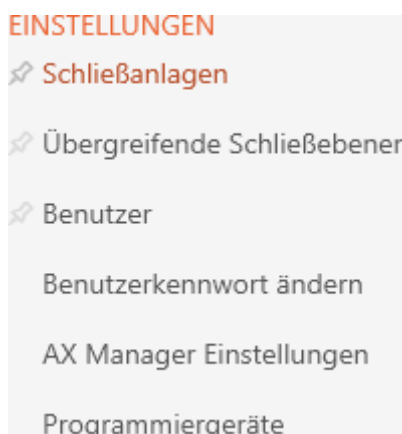 EINSTELLUNGEN
Schließanlagen
Übergreifende Schließebenen
Benutzer
Benutzerkennwort ändern
AX Manager Einstellungen
Programmiergeräte